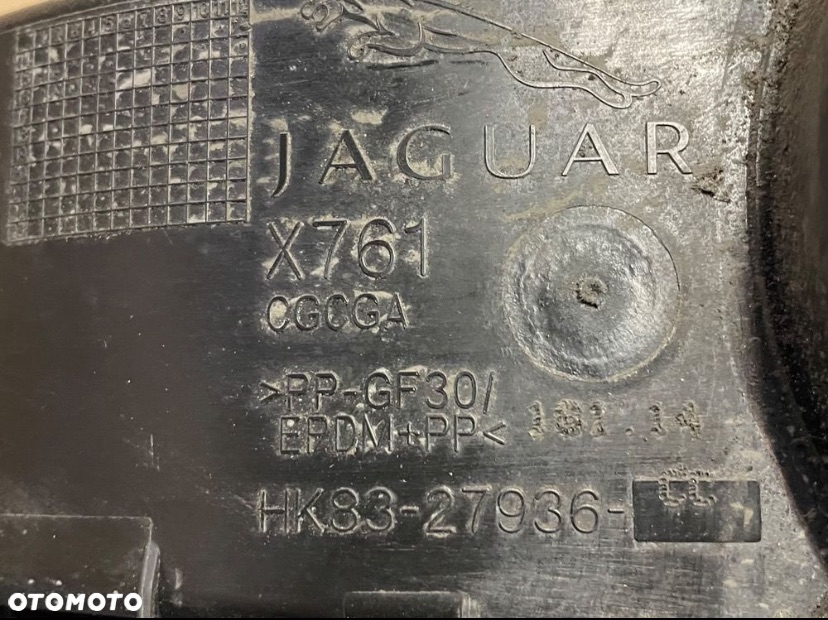 JAGUAR
X761
CGCGA
>PP-GF30/
EPDM+PP<
HK83-27936-
OTOMOTO